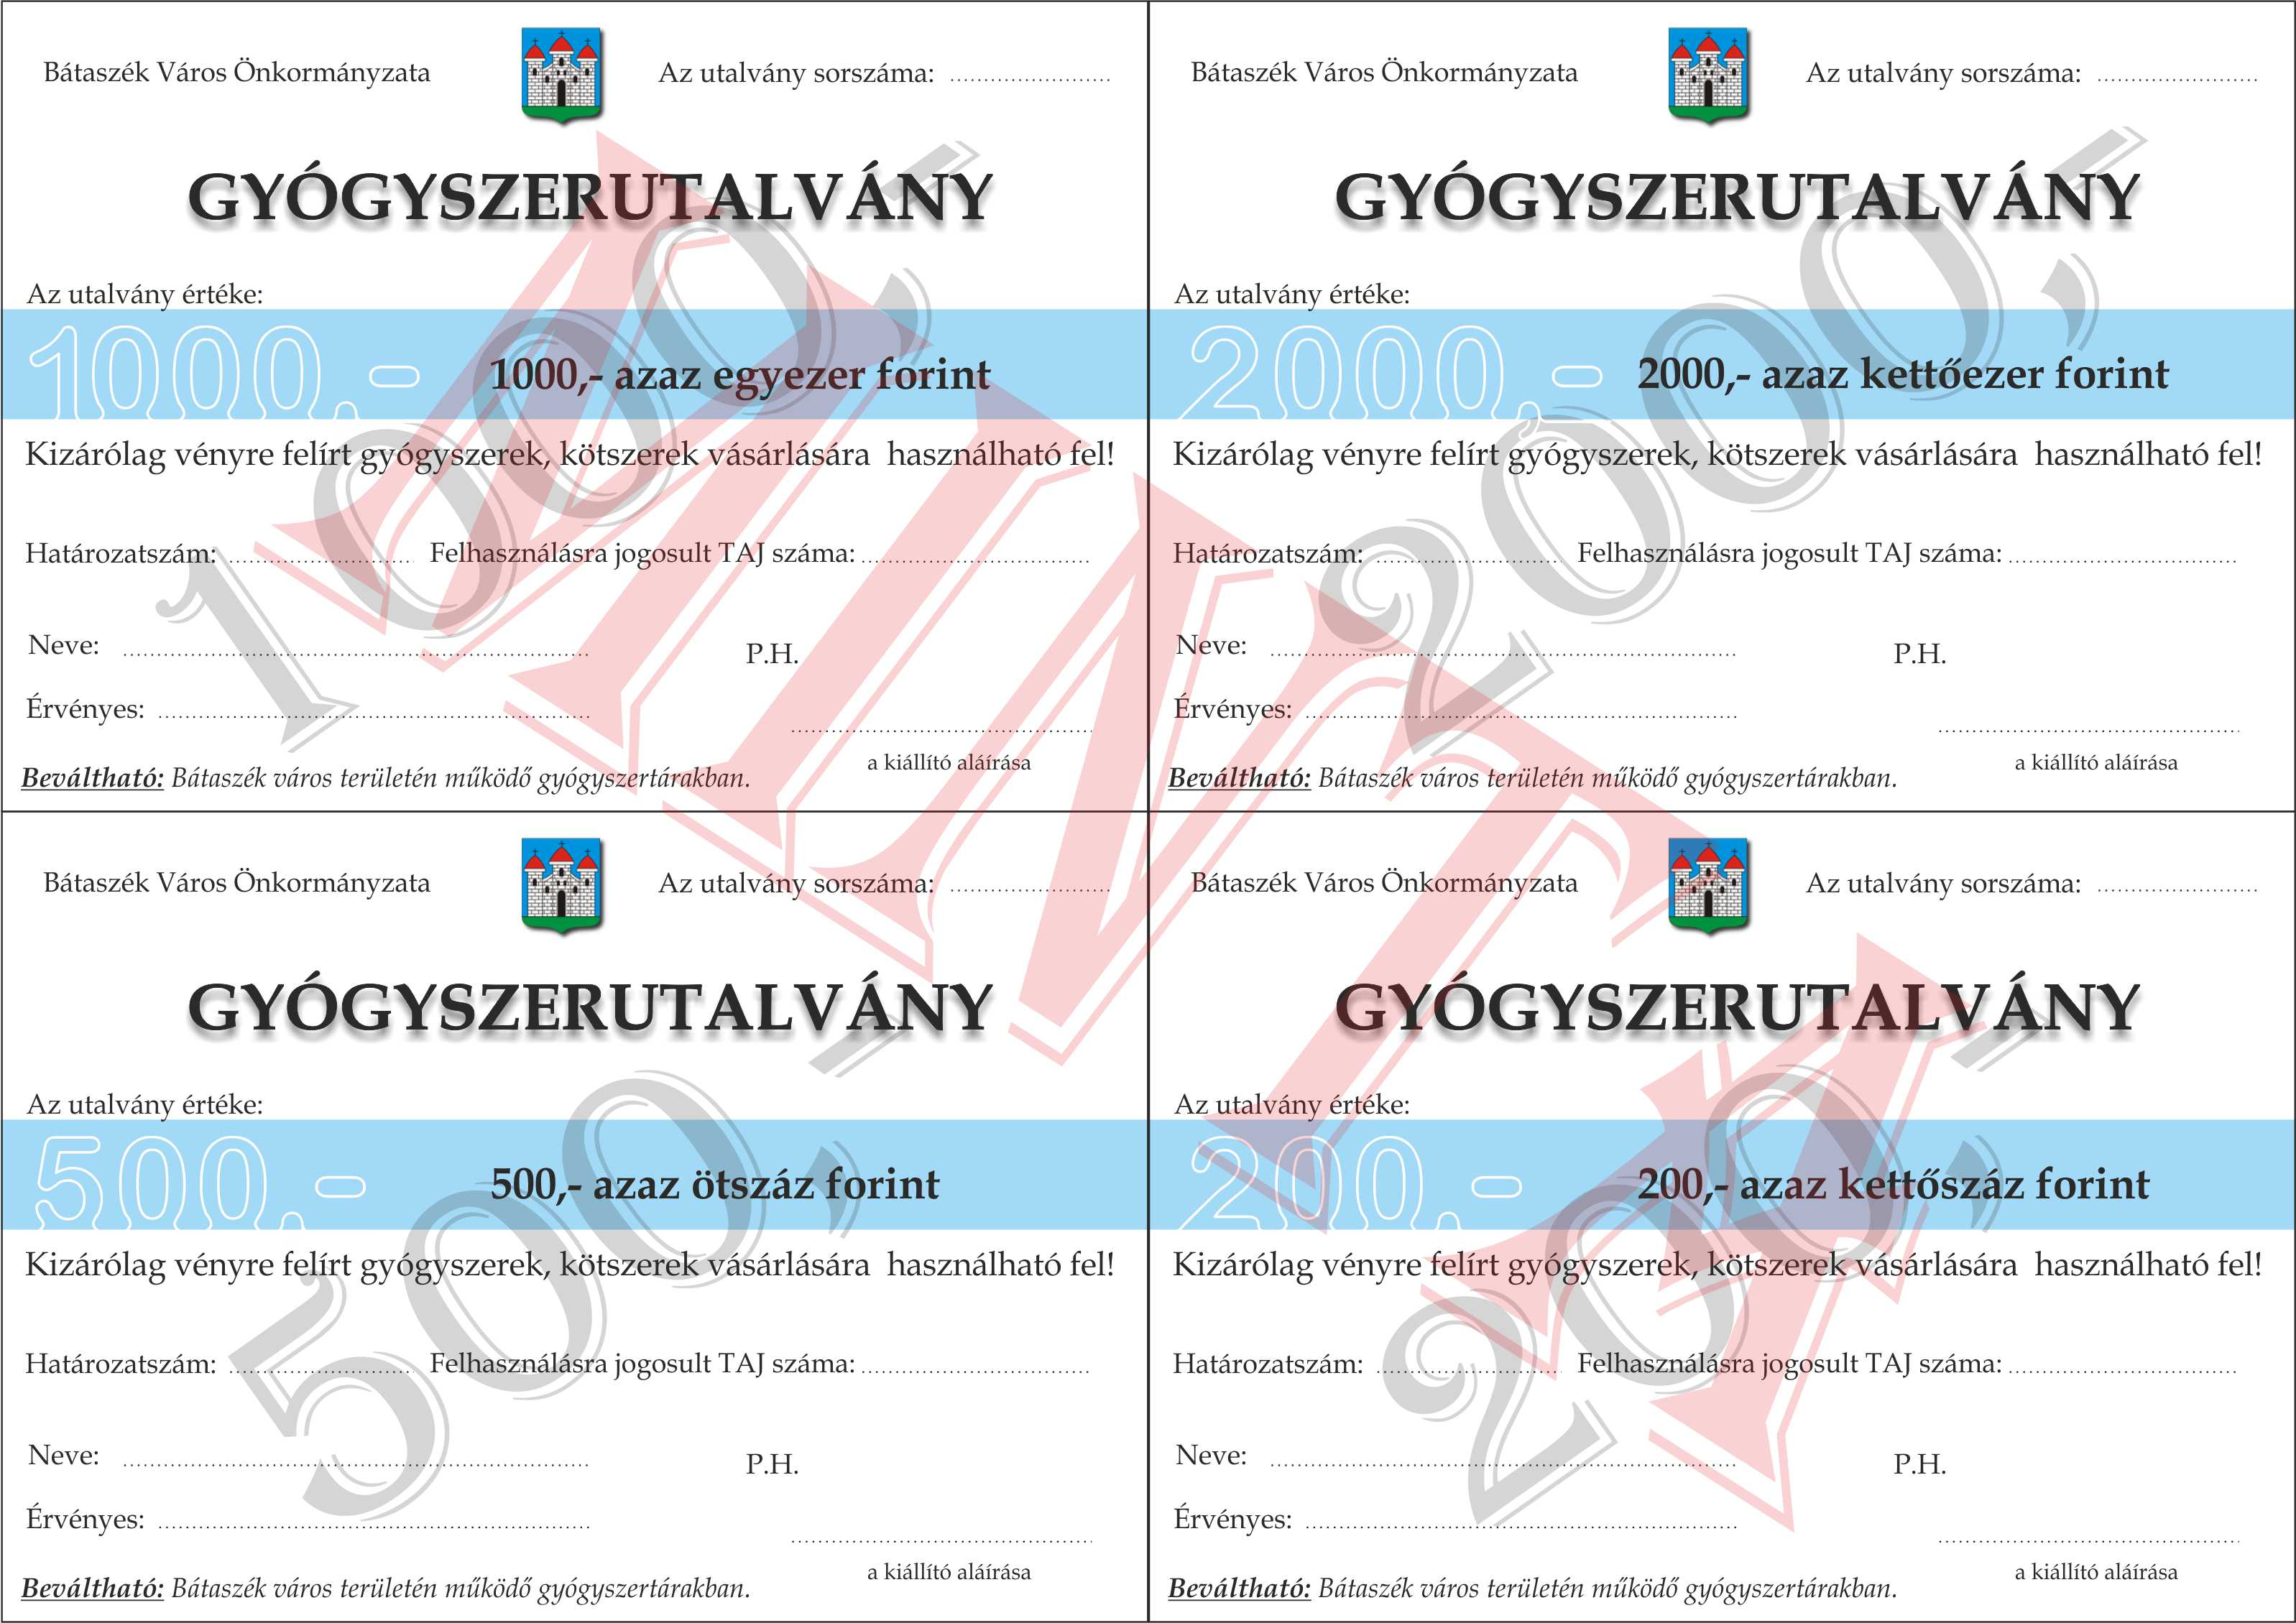 Bátaszék Város Önkormányzata Az utalvány sorszáma: ........................
GYÓGYSZERUTALVÁNY
Az utalvány értéke:
1000,- 1000,- azaz egyezer forint
Kizárólag vényre felírt gyógyszerek, kötszerek vásárlására használható fel!
Határozatszám: ............................ Felhasználásra jogosult TAJ száma: ...................................
Neve: ...................................................................... P.H.
Érvényes: .................................................................
a kiállító aláírása
Beváltható: Bátaszék város területén működő gyógyszertárakban.
1000,-
Bátaszék Város Önkormányzata Az utalvány sorszáma: ........................
GYÓGYSZERUTALVÁNY
Az utalvány értéke:
2000,- 2000,- azaz kettőezer forint
Kizárólag vényre felírt gyógyszerek, kötszerek vásárlására használható fel!
Határozatszám: ............................ Felhasználásra jogosult TAJ száma: ...................................
Neve: ...................................................................... P.H.
Érvényes: .................................................................
a kiállító aláírása
Beváltható: Bátaszék város területén működő gyógyszertárakban.
2000,-
Bátaszék Város Önkormányzata Az utalvány sorszáma: ........................
GYÓGYSZERUTALVÁNY
Az utalvány értéke:
500,- 500,- azaz ötszáz forint
Kizárólag vényre felírt gyógyszerek, kötszerek vásárlására használható fel!
Határozatszám: ............................ Felhasználásra jogosult TAJ száma: ...................................
Neve: ...................................................................... P.H.
Érvényes: .................................................................
a kiállító aláírása
Beváltható: Bátaszék város területén működő gyógyszertárakban.
500,-
Bátaszék Város Önkormányzata Az utalvány sorszáma: ........................
GYÓGYSZERUTALVÁNY
Az utalvány értéke:
200,- 200,- azaz kettőszáz forint
Kizárólag vényre felírt gyógyszerek, kötszerek vásárlására használható fel!
Határozatszám: ............................ Felhasználásra jogosult TAJ száma: ...................................
Neve: ...................................................................... P.H.
Érvényes: .................................................................
a kiállító aláírása
Beváltható: Bátaszék város területén működő gyógyszertárakban.
200,-
MINTA